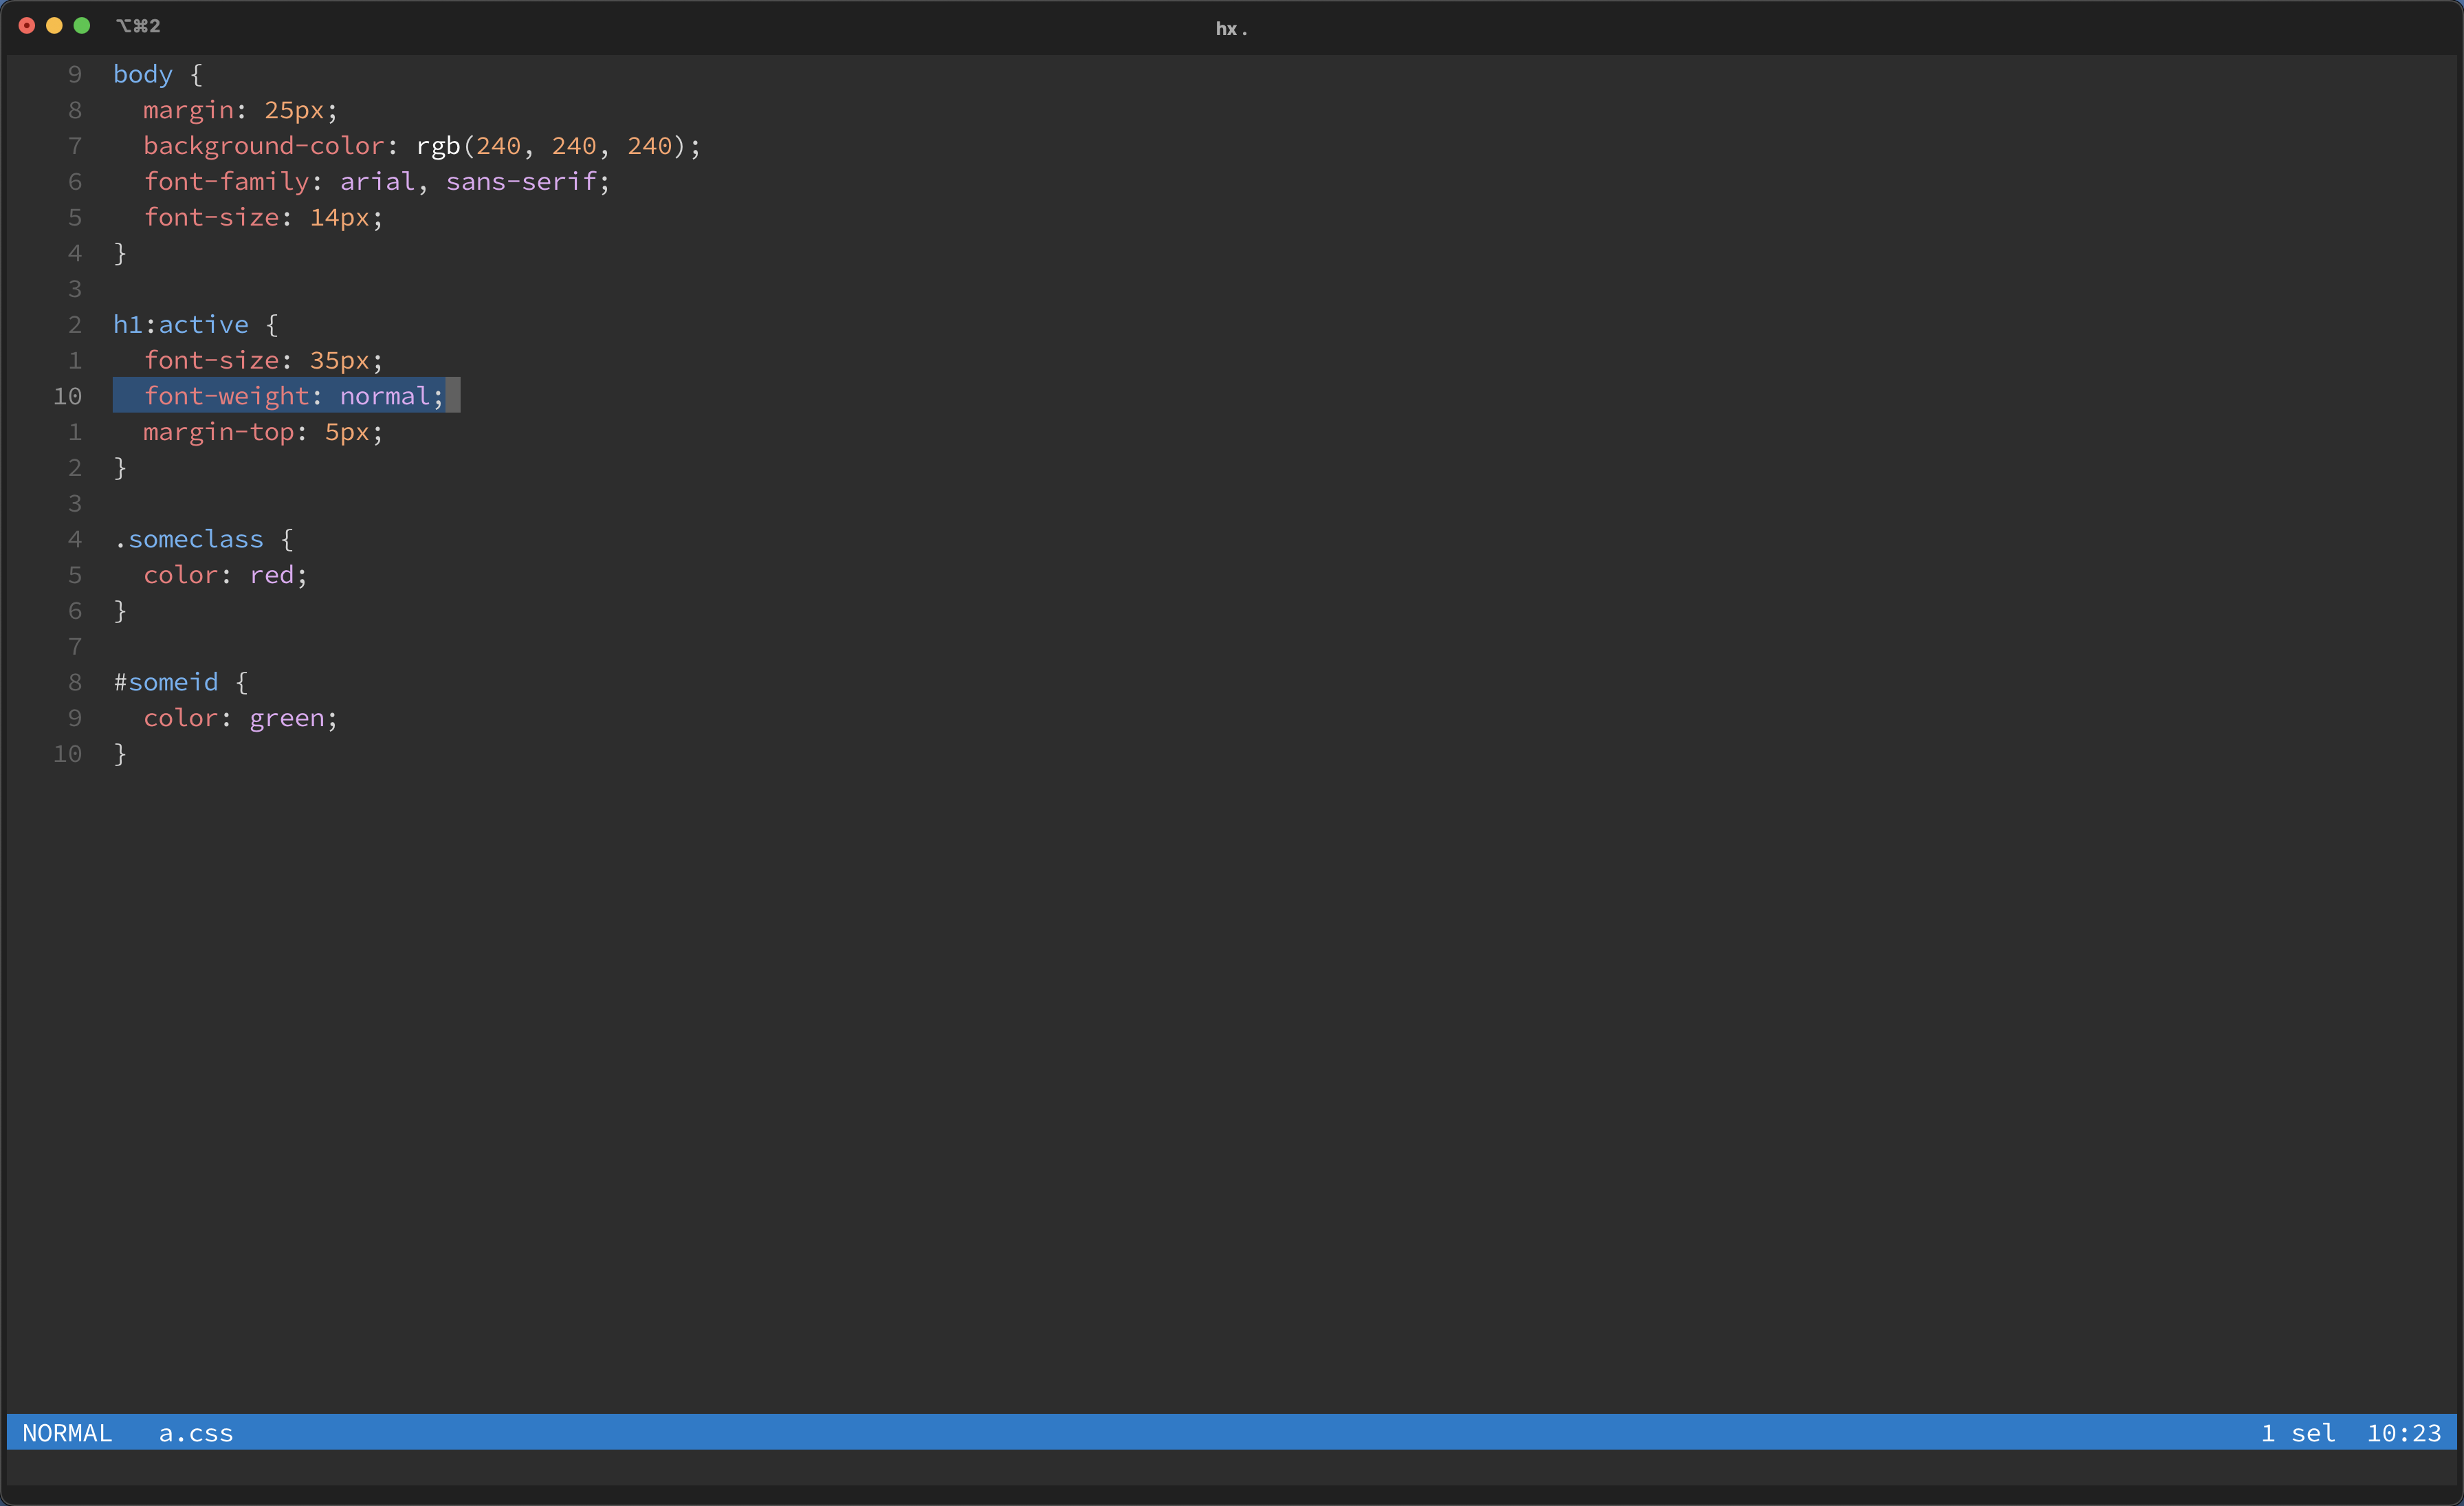 ⌥⌘2 hx .
9 body {
8   margin: 25px;
7   background-color: rgb(240, 240, 240);
6   font-family: arial, sans-serif;
5   font-size: 14px;
4 }
3
2 h1:active {
1   font-size: 35px;
10   font-weight: normal;
1   margin-top: 5px;
2 }
3
4 .someclass {
5   color: red;
6 }
7
8 #someid {
9   color: green;
10 }
NORMAL a.css 1 sel 10:23